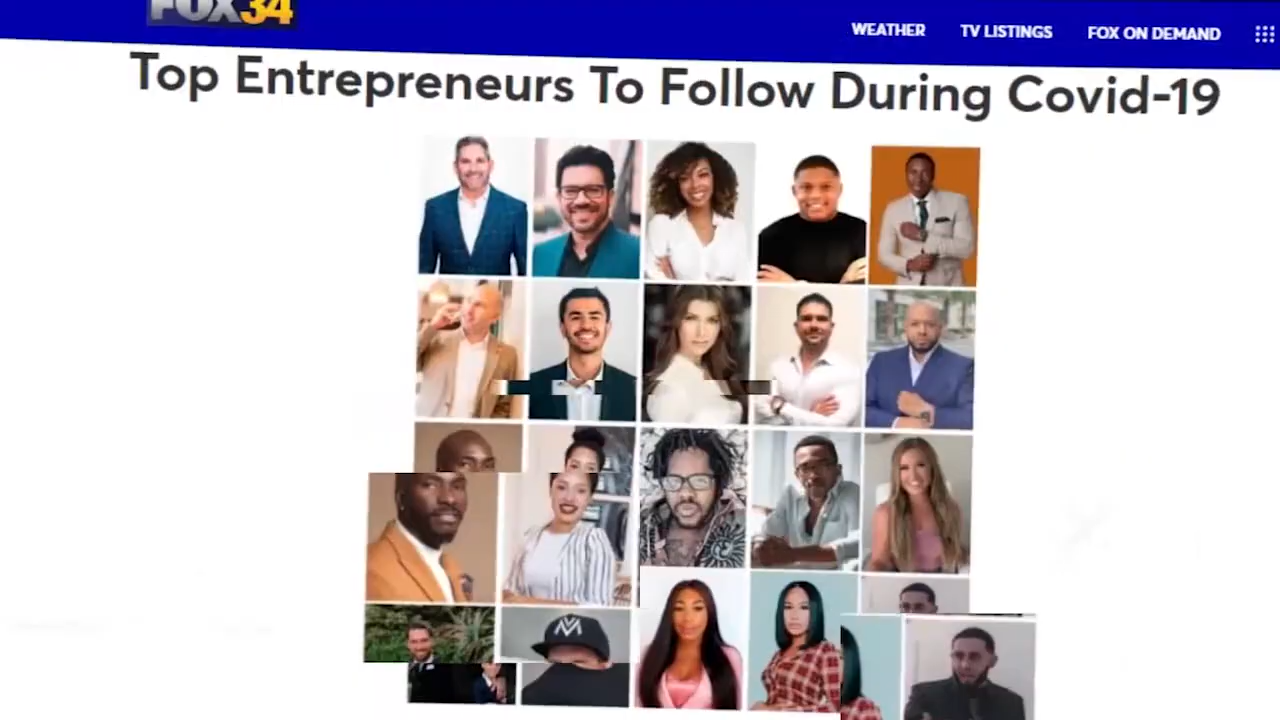 FOX34
WEATHER TV LISTINGS FOX ON DEMAND
Top Entrepreneurs To Follow During Covid-19